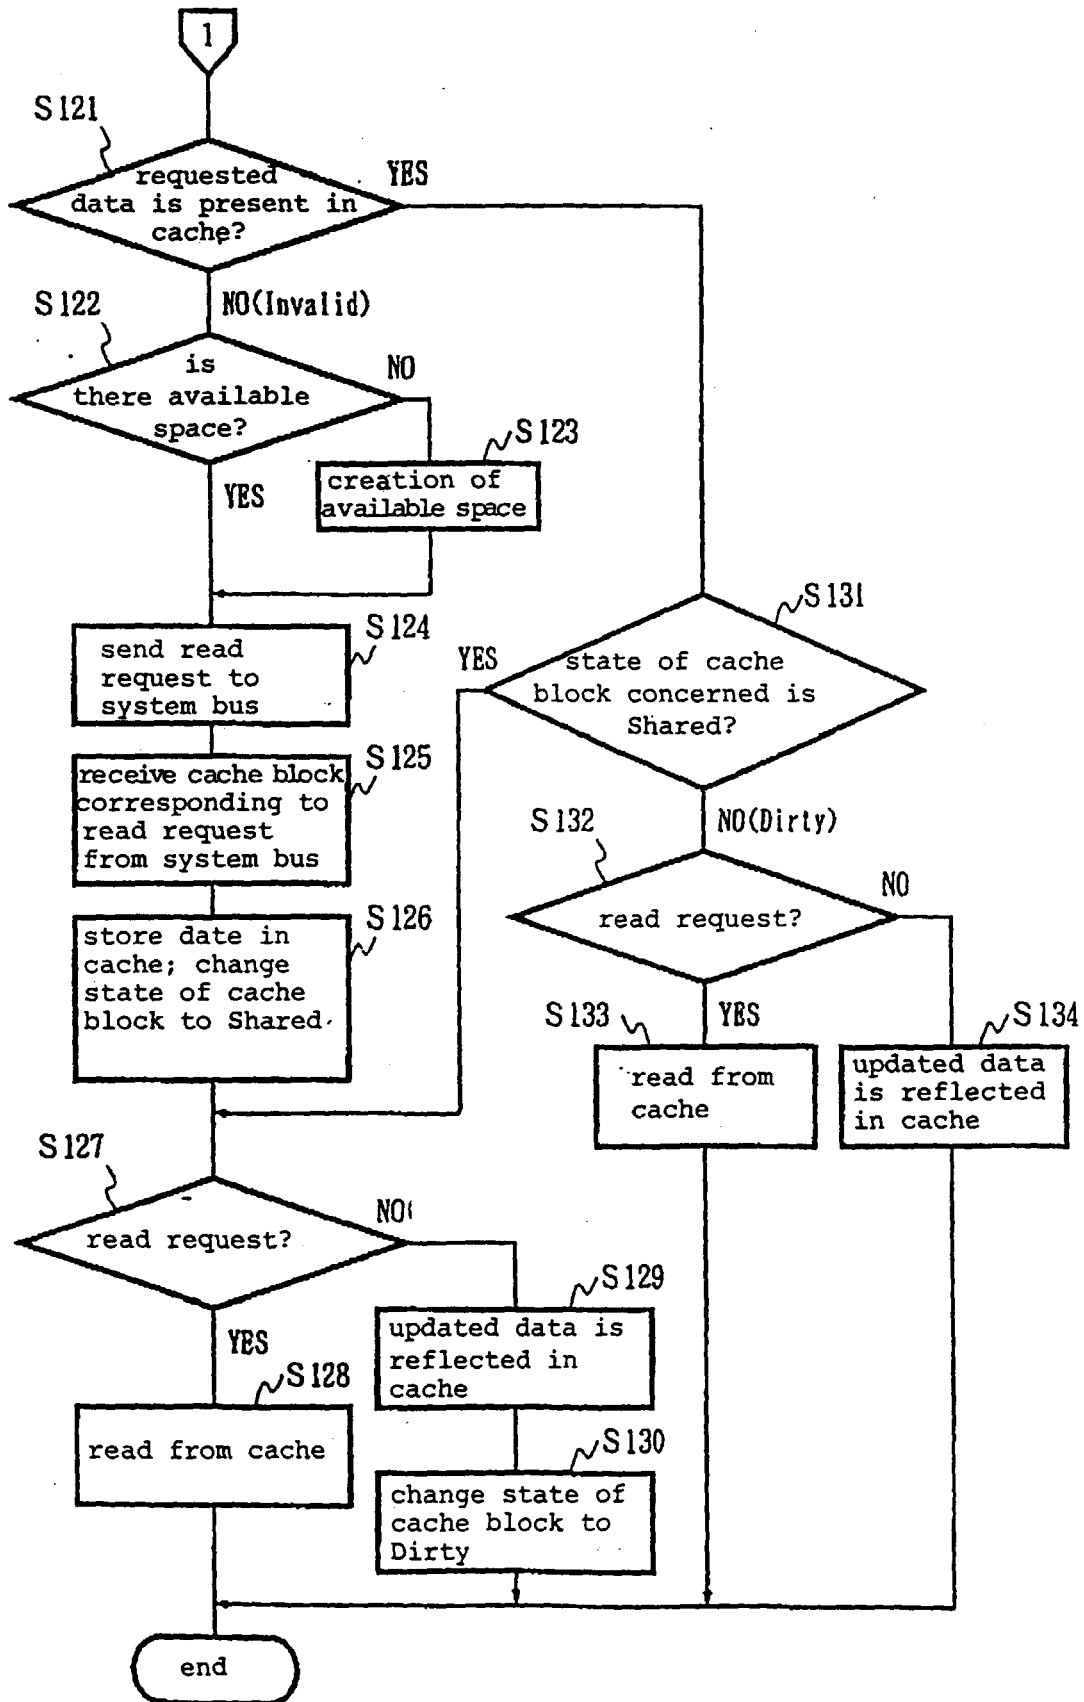 1
S121
requested
data is present in
cache?
YES
NO(Invalid)
S122
is
there available
space?
NO
YES
S123
creation of
available space
S124
send read
request to
system bus
S125
receive cache block
corresponding to
read request
from system bus
S126
store date in
cache; change
state of cache
block to Shared.
S131
state of cache
block concerned is
Shared?
YES
NO(Dirty)
S132
read request?
NO
YES
S133
read from
cache
S134
updated data
is reflected
in cache
S127
read request?
NO
YES
S128
read from cache
S129
updated data is
reflected in
cache
S130
change state of
cache block to
Dirty
end